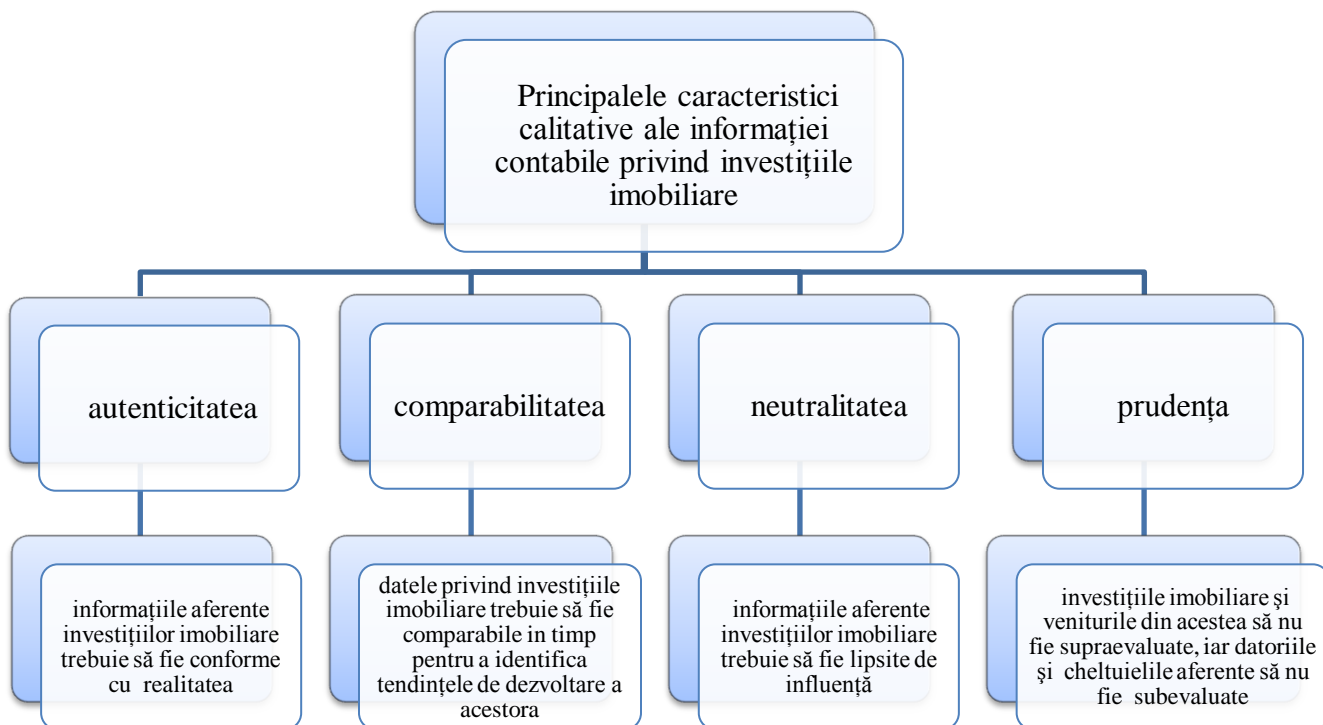 Principalele caracteristici
calitative ale informației
contabile privind investițiile
imobiliare
autenticitatea
comparabilitatea
neutralitatea
prudența
informațiile aferente
investițiilor imobiliare
trebuie să fie conforme
cu realitatea
datele privind investițiile
imobiliare trebuie să fie
comparabile in timp
pentru a identifica
tendințele de dezvoltare a
acestora
informațiile aferente
investițiilor imobiliare
trebuie să fie lipsite de
influență
investițiile imobiliare şi
veniturile din acestea să nu
fie supraevaluate, iar datoriile
şi cheltuielile aferente să nu
fie subevaluate